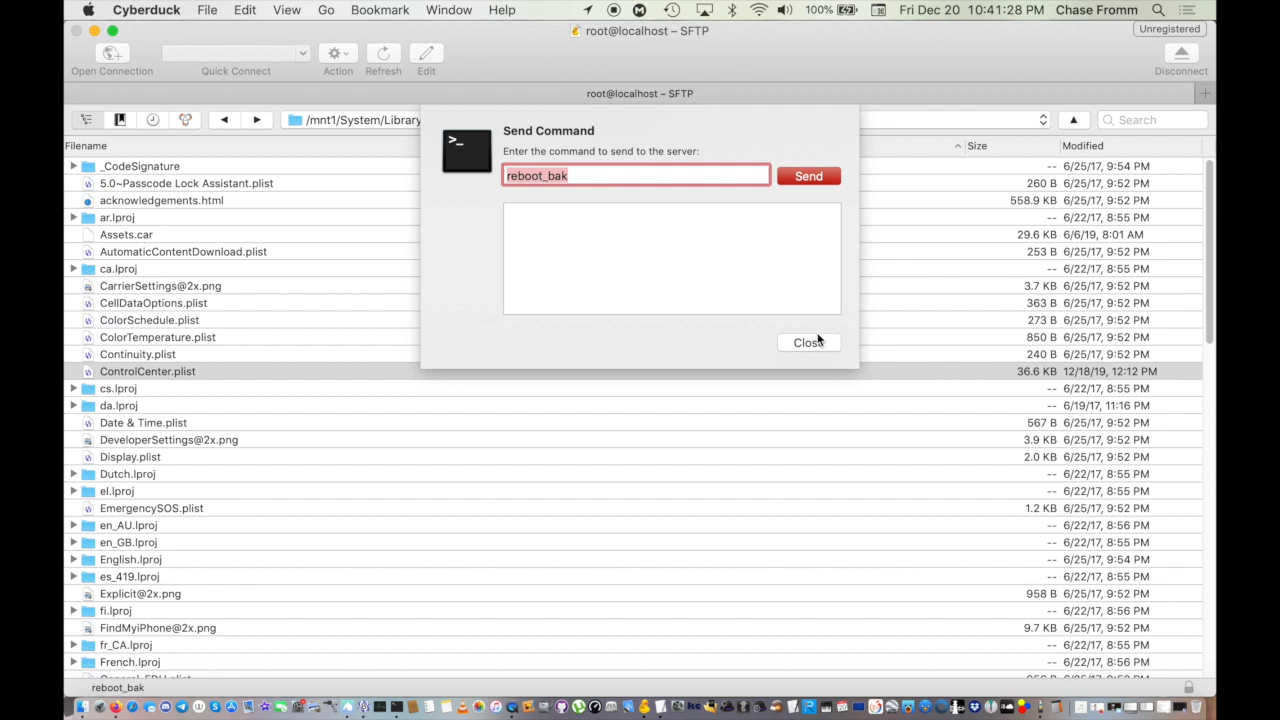 Cyberduck File Edit View Go Bookmark Window Help 100% Fri Dec 20 10:41:28 PM Chase Fromm
root@localhost – SFTP Unregistered
Open Connection Quick Connect Action Refresh Edit Disconnect
root@localhost – SFTP
/mnt1/System/Library Search
Filename Size Modified
Send Command
Enter the command to send to the server:
reboot_bak Send
Close
_CodeSignature -- 6/25/17, 9:54 PM
5.0~Passcode Lock Assistant.plist 260 B 6/25/17, 9:52 PM
acknowledgements.html 558.9 KB 6/25/17, 9:52 PM
ar.lproj -- 6/22/17, 8:55 PM
Assets.car 29.6 KB 6/6/19, 8:01 AM
AutomaticContentDownload.plist 253 B 6/25/17, 9:52 PM
ca.lproj -- 6/22/17, 8:55 PM
CarrierSettings@2x.png 3.7 KB 6/25/17, 9:52 PM
CellDataOptions.plist 363 B 6/25/17, 9:52 PM
ColorSchedule.plist 273 B 6/25/17, 9:52 PM
ColorTemperature.plist 850 B 6/25/17, 9:52 PM
Continuity.plist 240 B 6/25/17, 9:52 PM
ControlCenter.plist 36.6 KB 12/18/19, 12:12 PM
cs.lproj -- 6/22/17, 8:55 PM
da.lproj -- 6/19/17, 11:16 PM
Date & Time.plist 567 B 6/25/17, 9:52 PM
DeveloperSettings@2x.png 3.9 KB 6/25/17, 9:52 PM
Display.plist 2.0 KB 6/25/17, 9:52 PM
Dutch.lproj -- 6/22/17, 8:55 PM
el.lproj -- 6/22/17, 8:55 PM
EmergencySOS.plist 1.2 KB 6/25/17, 9:52 PM
en_AU.lproj -- 6/22/17, 8:56 PM
en_GB.lproj -- 6/22/17, 8:55 PM
English.lproj -- 6/25/17, 9:54 PM
es_419.lproj -- 6/22/17, 8:55 PM
Explicit@2x.png 958 B 6/25/17, 9:52 PM
fi.lproj -- 6/22/17, 8:56 PM
FindMyiPhone@2x.png 9.7 KB 6/25/17, 9:52 PM
fr_CA.lproj -- 6/22/17, 8:55 PM
French.lproj -- 6/22/17, 8:56 PM
reboot_bak